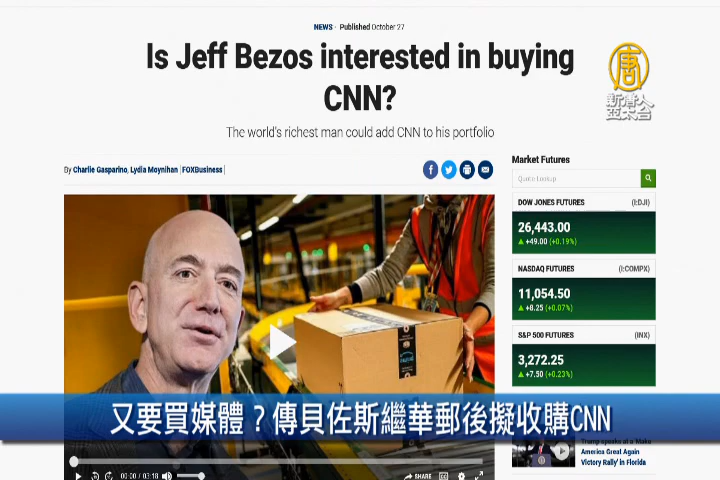 NEWS · Published October 27
Is Jeff Bezos interested in buying
CNN?
The world's richest man could add CNN to his portfolio
By Charlie Gasparino, Lydia Moynihan | FOXBusiness |
新唐人
亞太台
Market Futures
Quote Lookup
DOW JONES FUTURES (I:DJI)
26,443.00
+49.00 (+0.19%)
NASDAQ FUTURES (I:COMPX)
11,054.50
+8.25 (+0.07%)
S&P 500 FUTURES (INX)
3,272.25
+7.50 (+0.23%)
又要買媒體？傳貝佐斯繼華郵後擬收購CNN
Trump speaks at a 'Make
America Great Again
Victory Rally' in Florida
00:00 / 03:18
SHARE